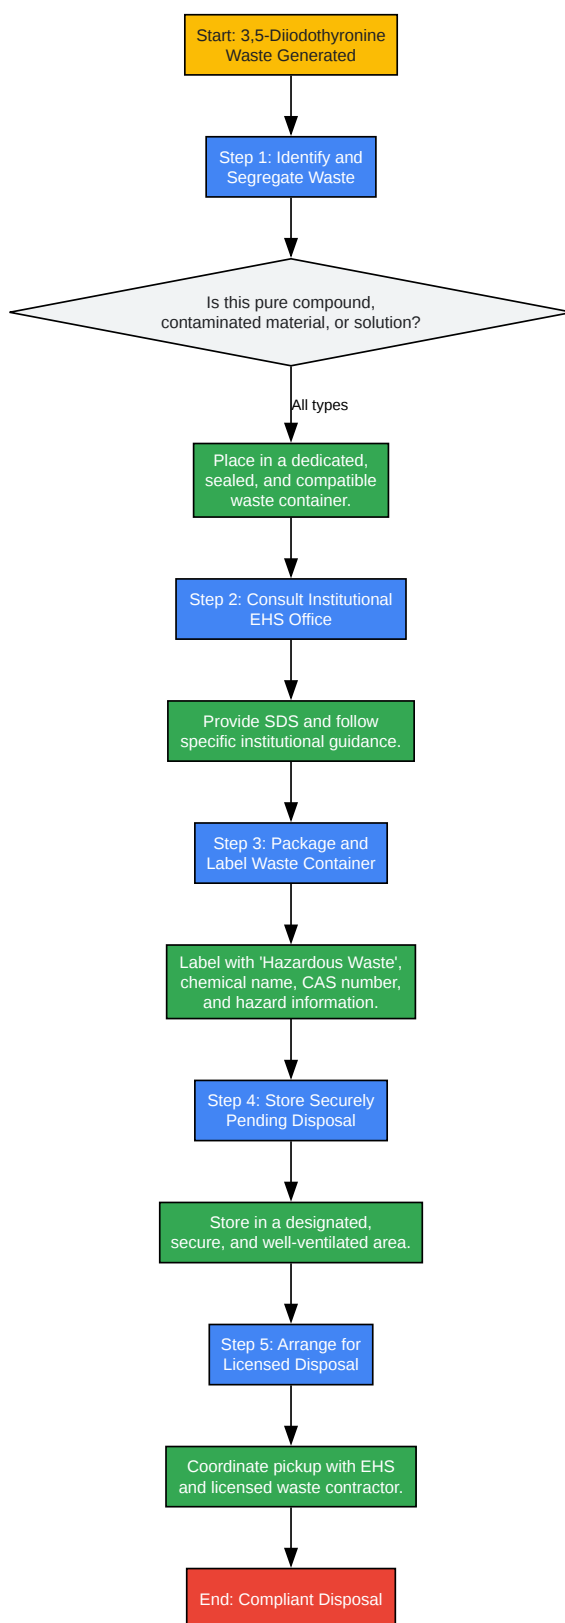 Start: 3,5-Diiodothyronine
Waste Generated
Step 1: Identify and
Segregate Waste
Is this pure compound,
contaminated material, or solution?
All types
Place in a dedicated,
sealed, and compatible
waste container.
Step 2: Consult Institutional
EHS Office
Provide SDS and follow
specific institutional guidance.
Step 3: Package and
Label Waste Container
Label with 'Hazardous Waste',
chemical name, CAS number,
and hazard information.
Step 4: Store Securely
Pending Disposal
Store in a designated,
secure, and well-ventilated area.
Step 5: Arrange for
Licensed Disposal
Coordinate pickup with EHS
and licensed waste contractor.
End: Compliant Disposal